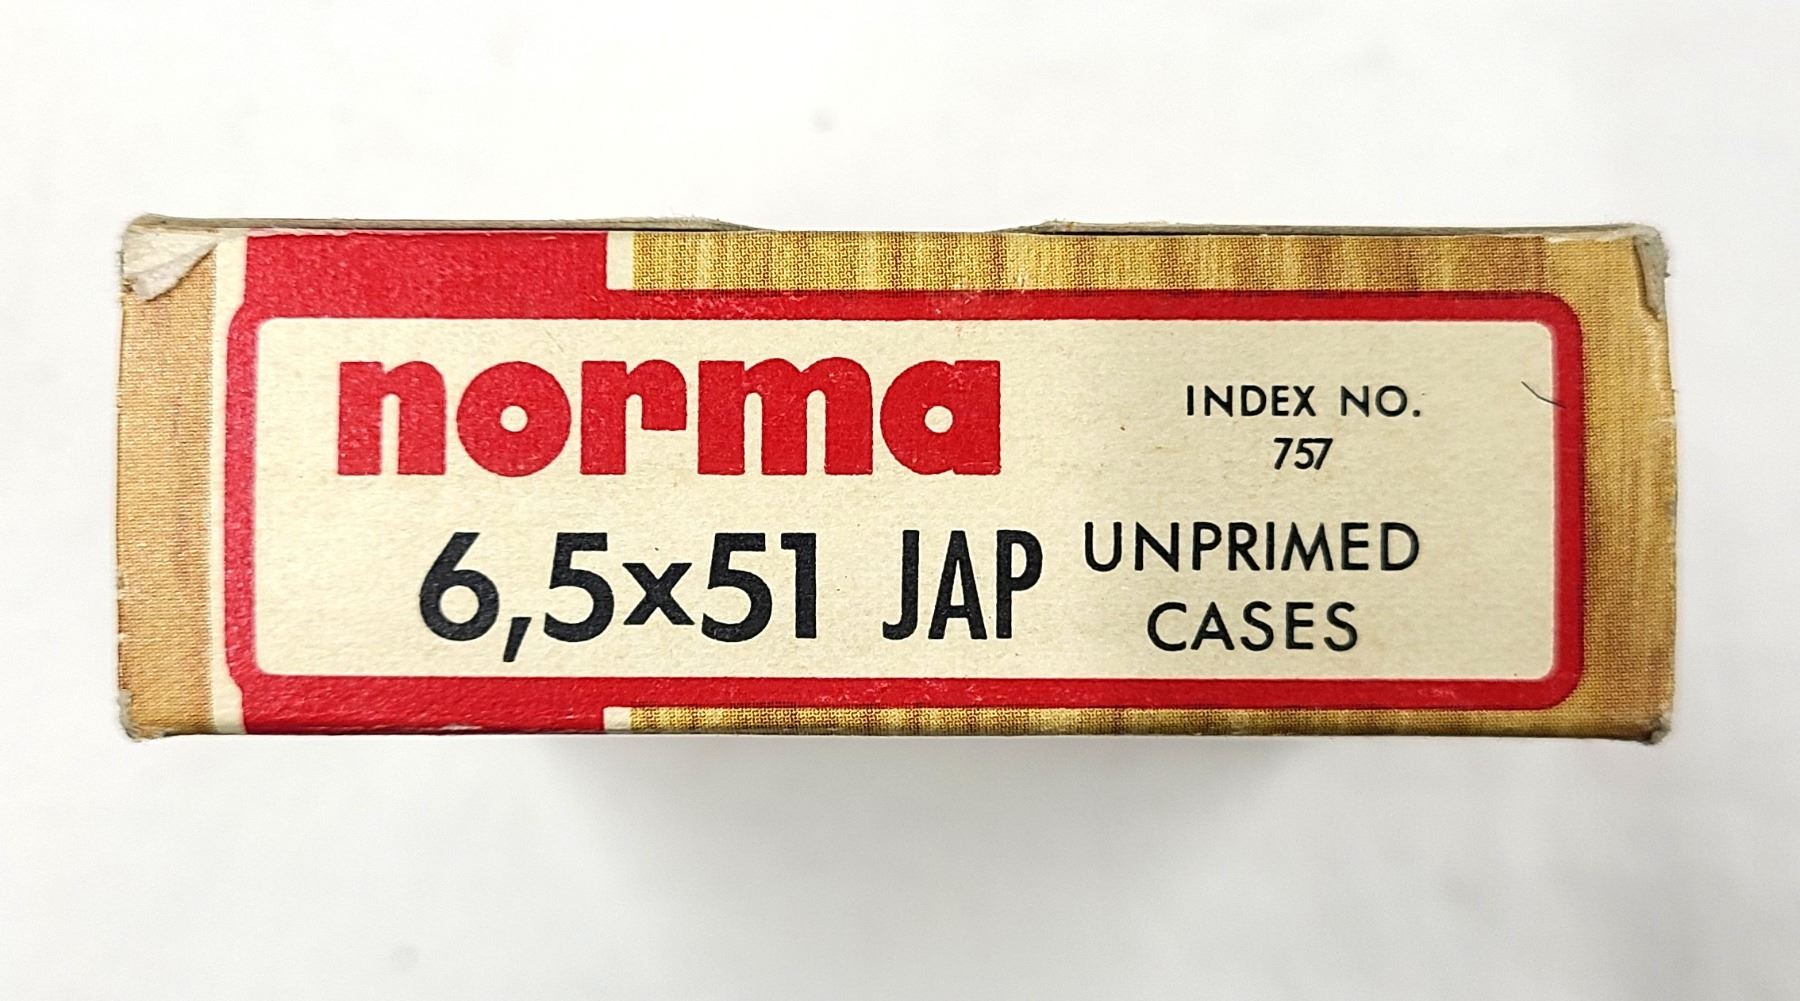 norma
INDEX NO.
757
6,5x51 JAP
UNPRIMED
CASES